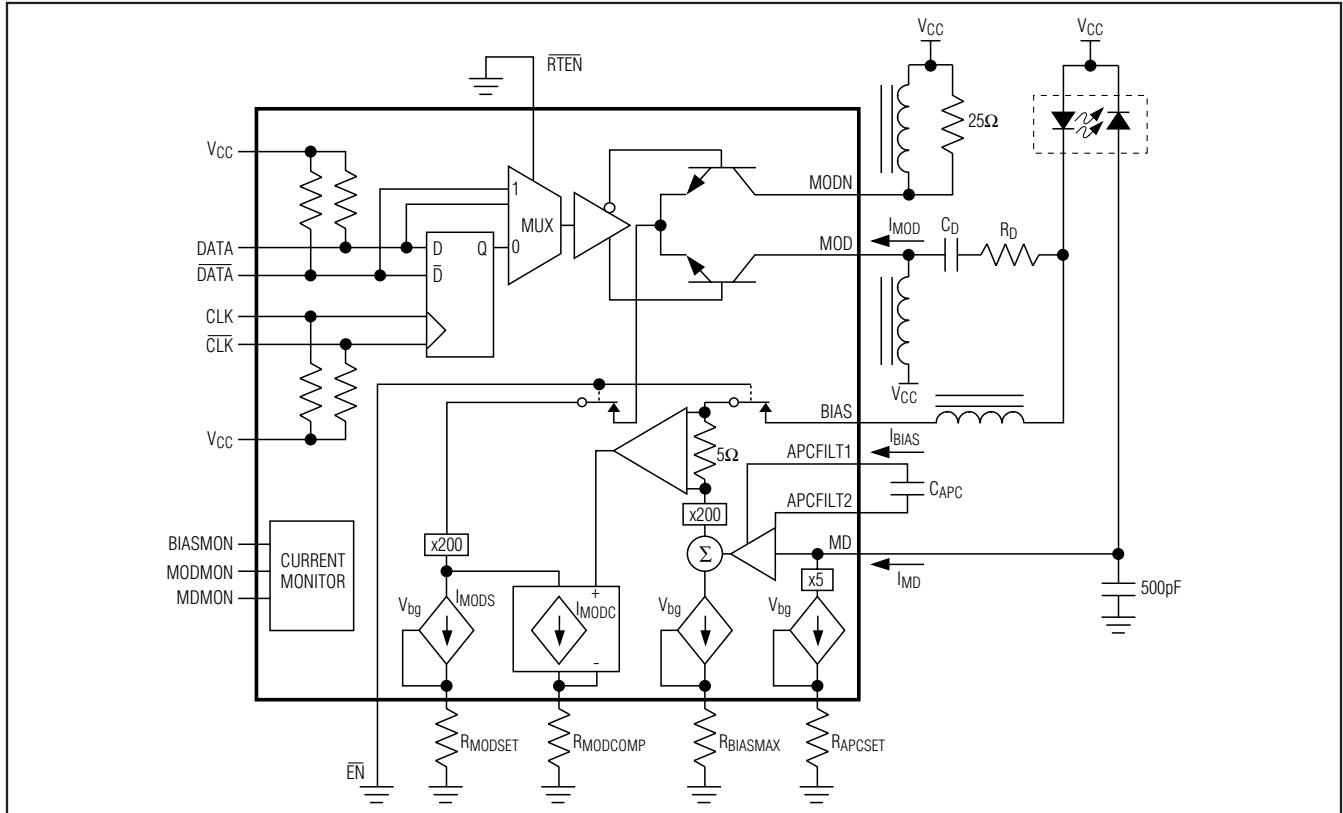 VCC
VCC
RTEN
25Ω
VCC
MODN
1
MUX
IMOD
CD
RD
DATA
D
Q
0
MOD
DATA
D
CLK
CLK
VCC
BIAS
VCC
IBIAS
5Ω
APCFILT1
CAPC
APCFILT2
x200
x200
Σ
MD
BIASMON
CURRENT
MODMON
MONITOR
MDMON
IMD
x5
500pF
Vbg
IMODS
+
IMODC
-
Vbg
Vbg
RMODSET
RMODCOMP
RBIASMAX
RAPCSET
EN